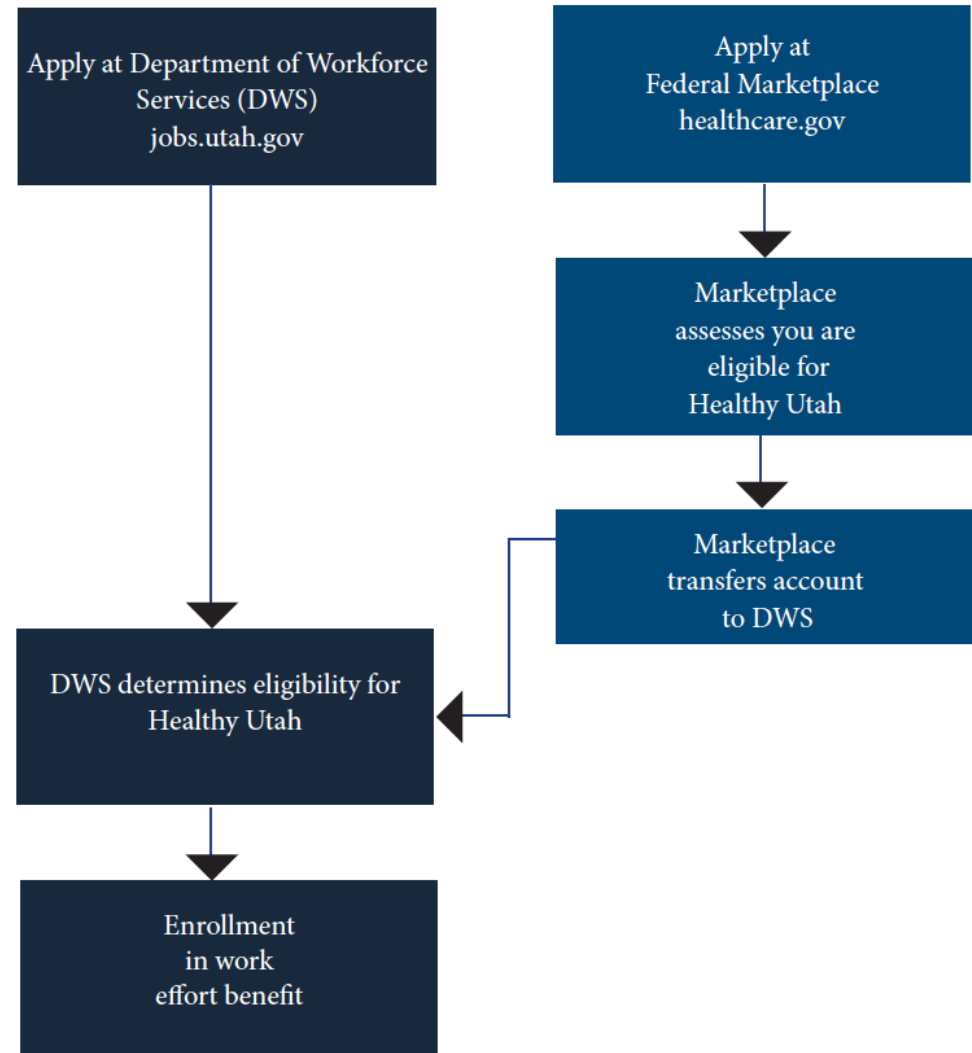 Apply at Department of Workforce
Services (DWS)
jobs.utah.gov
Apply at
Federal Marketplace
healthcare.gov
Marketplace
assesses you are
eligible for
Healthy Utah
Marketplace
transfers account
to DWS
DWS determines eligibility for
Healthy Utah
Enrollment
in work
effort benefit